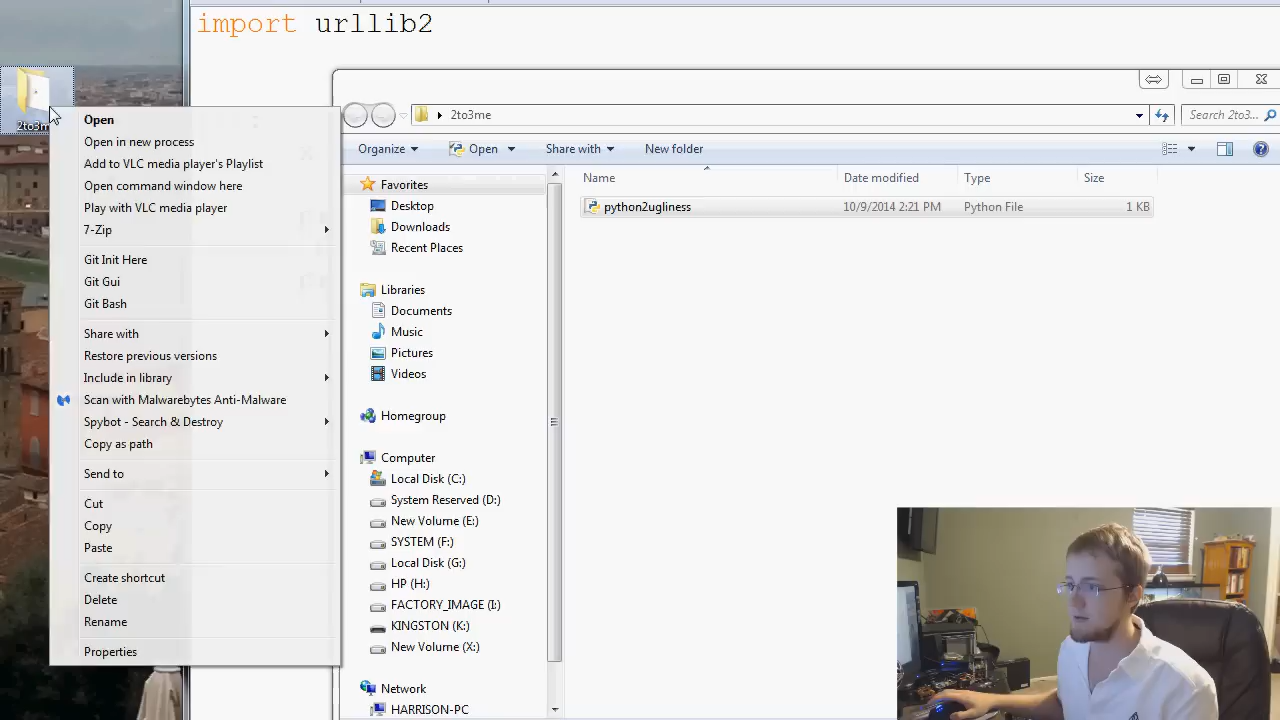 import urllib2
2to3me
Open
Open in new process
Add to VLC media player's Playlist
Open command window here
Play with VLC media player
7-Zip
Git Init Here
Git Gui
Git Bash
Share with
Restore previous versions
Include in library
Scan with Malwarebytes Anti-Malware
Spybot - Search & Destroy
Copy as path
Send to
Cut
Copy
Paste
Create shortcut
Delete
Rename
Properties
2to3me
Search 2to3me
Organize Open Share with New folder
Favorites
Desktop
Downloads
Recent Places
Libraries
Documents
Music
Pictures
Videos
Homegroup
Computer
Local Disk (C:)
System Reserved (D:)
New Volume (E:)
SYSTEM (F:)
Local Disk (G:)
HP (H:)
FACTORY_IMAGE (I:)
KINGSTON (K:)
New Volume (X:)
Network
HARRISON-PC
Name Date modified Type Size
python2ugliness 10/9/2014 2:21 PM Python File 1 KB